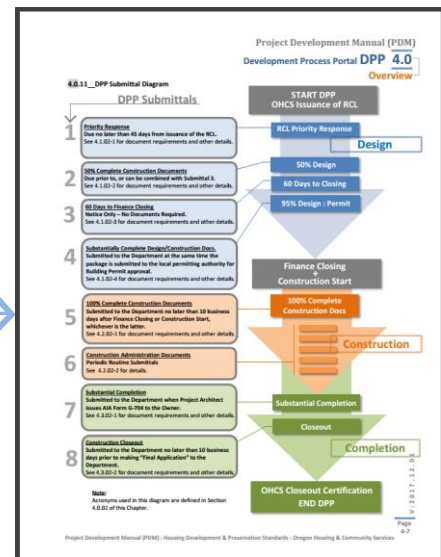 Project Development Manual (PDM)
Development Process Portal DPP 4.0
Overview
4.0.11__DPP Submittal Diagram
DPP Submittals
START DPP
OHCS Issuance of RCL
1
Priority Response
Due no later than 45 days from issuance of the RCL.
See 4.1.02-1 for document requirements and other details.
RCL Priority Response
Design
2
50% Complete Construction Documents
Due prior to, or can be combined with Submittal 3.
See 4.1.02-2 for document requirements and other details.
50% Design
60 Days to Closing
3
60 Days to Finance Closing
Notice Only – No Documents Required.
See 4.1.02-3 for document requirements and other details.
95% Design : Permit
4
Substantially Complete Design/Construction Docs.
Submitted to the Department at the same time the
package is submitted to the local permitting authority for
Building Permit approval.
See 4.1.02-4 for document requirements and other details.
Finance Closing
+
Construction Start
5
100% Complete Construction Documents
Submitted to the Department no later than 10 business
days after Finance Closing or Construction Start,
whichever is the latter.
See 4.2.02-1 for document requirements and other details.
100% Complete
Construction Docs
Construction
6
Construction Administration Documents
Periodic Routine Submittals
See 4.2.02-2 for details.
7
Substantial Completion
Submitted to the Department when Project Architect
issues AIA Form G-704 to the Owner.
See 4.3.02-1 for document requirements and other details.
Substantial Completion
Closeout
Completion
8
Construction Closeout
Submitted to the Department no later than 10 business
days prior to making "Final Application" to the
Department.
See 4.3.02-2 for document requirements and other details.
OHCS Closeout Certification
END DPP
Note:
Acronyms used in this diagram are defined in Section
4.0.02 of this Chapter.
V:2017.12.01
Page
4-7
Project Development Manual (PDM) : Housing Development & Preservation Standards : Oregon Housing & Community Services